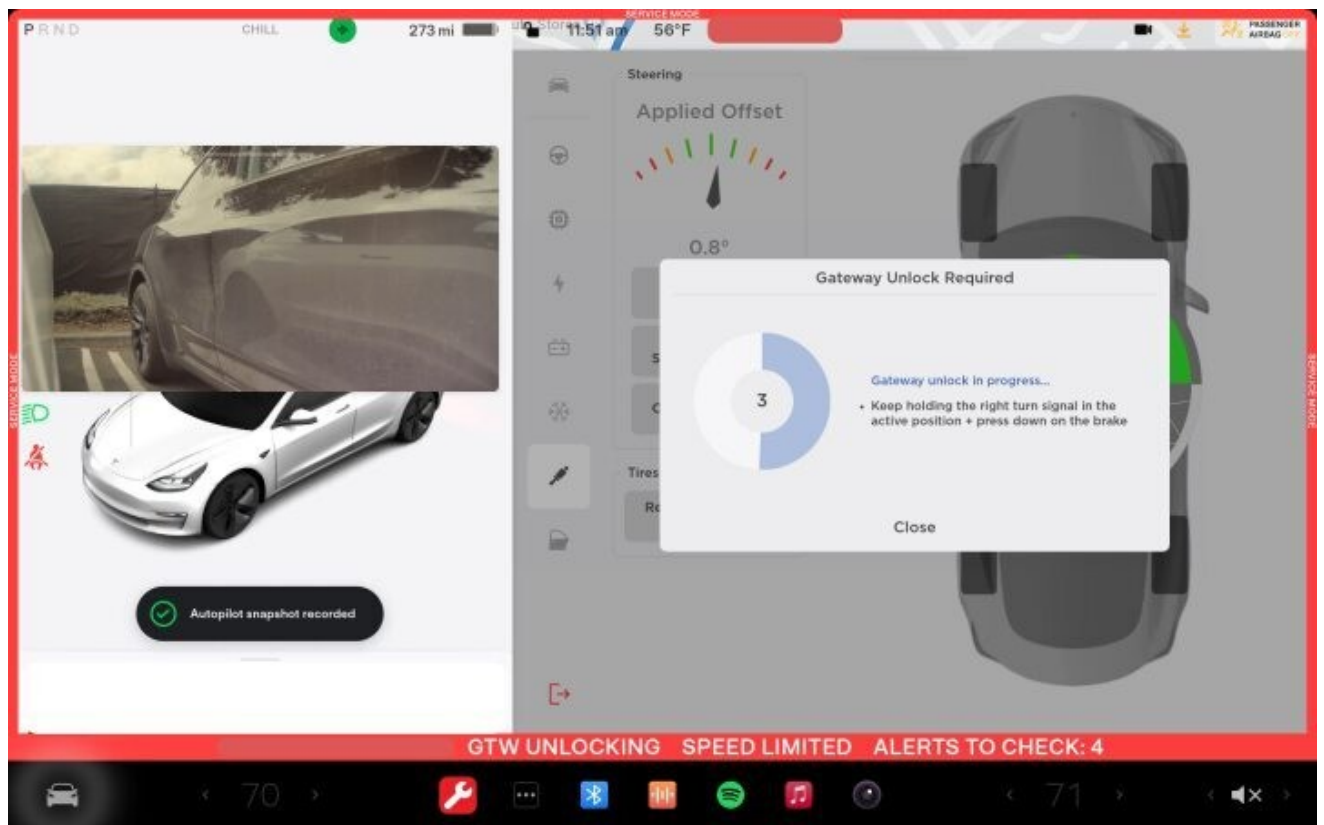 SERVICE MODE
P R N D
CHILL
273 mi
11:51 am
56°F
PASSENGER
AIRBAG OFF
Steering
Applied Offset
0.8°
Gateway Unlock Required
3
Gateway unlock in progress...
• Keep holding the right turn signal in the
active position + press down on the brake
Close
Tires
SERVICE MODE
SERVICE MODE
Autopilot snapshot recorded
GTW UNLOCKING SPEED LIMITED ALERTS TO CHECK: 4
70
71